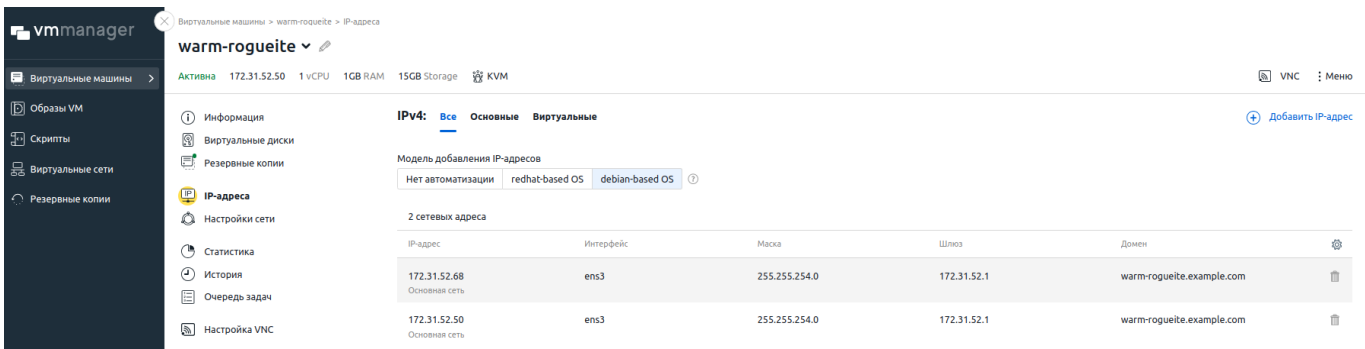 vmmanager
Виртуальные машины
Образы VM
Скрипты
Виртуальные сети
Резервные копии
Виртуальные машины > warm-rogueite > IP-адреса
warm-rogueite
Активна 172.31.52.50 1 vCPU 1GB RAM 15GB Storage KVM VNC Меню
Информация
Виртуальные диски
Резервные копии
IP-адреса
Настройки сети
Статистика
История
Очередь задач
Настройка VNC
IPv4: Все Основные Виртуальные Добавить IP-адрес
Модель добавления IP-адресов
Нет автоматизации redhat-based OS debian-based OS ?
2 сетевых адреса
IP-адрес Интерфейс Маска Шлюз Домен
172.31.52.68 ens3 255.255.254.0 172.31.52.1 warm-rogueite.example.com
Основная сеть
172.31.52.50 ens3 255.255.254.0 172.31.52.1 warm-rogueite.example.com
Основная сеть